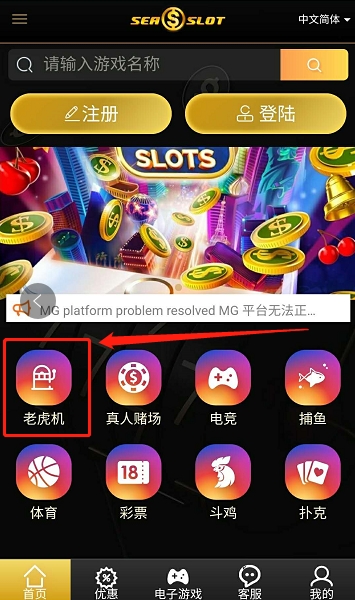 SEA SLOT
中文简体
请输入游戏名称
注册
登陆
SLOTS
MG platform problem resolved MG 平台无法正...
老虎机
真人赌场
电竞
捕鱼
18
体育
彩票
斗鸡
扑克
首页
优惠
电子游戏
客服
我的